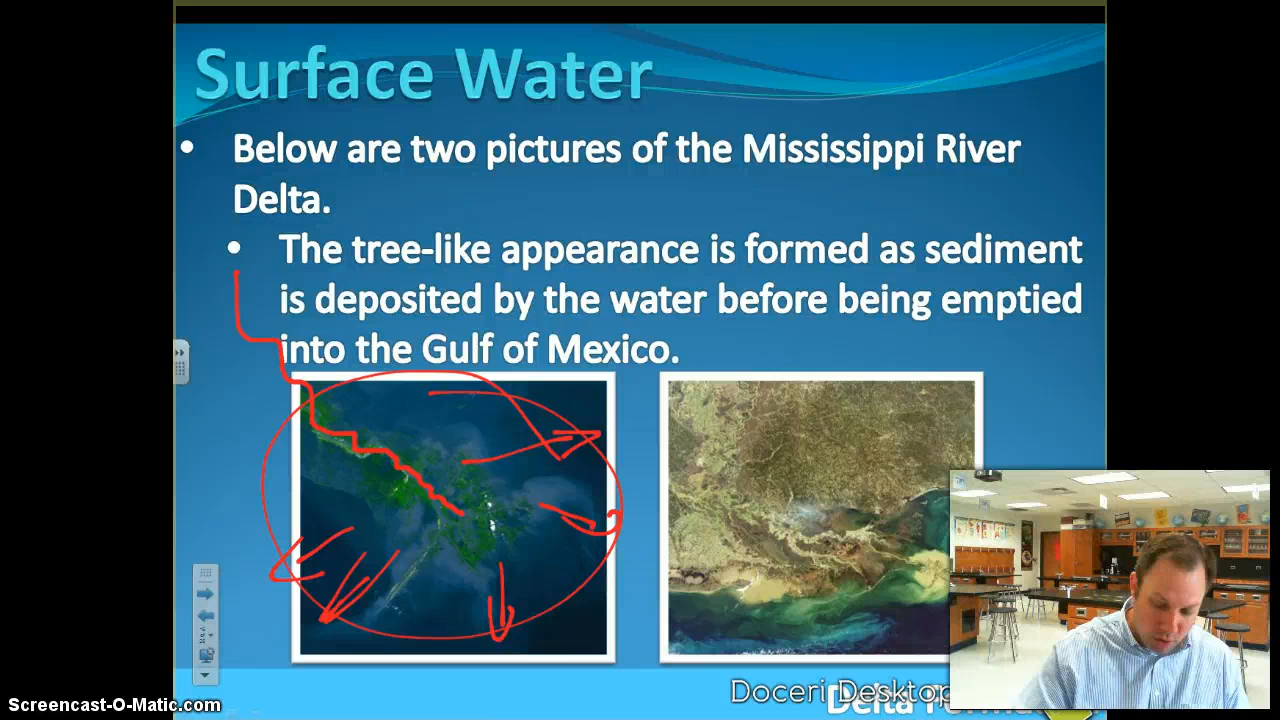 Surface Water
• Below are two pictures of the Mississippi River
Delta.
• The tree-like appearance is formed as sediment
is deposited by the water before being emptied
into the Gulf of Mexico.
Doceri Desktop
Delta
Screencast-O-Matic.com